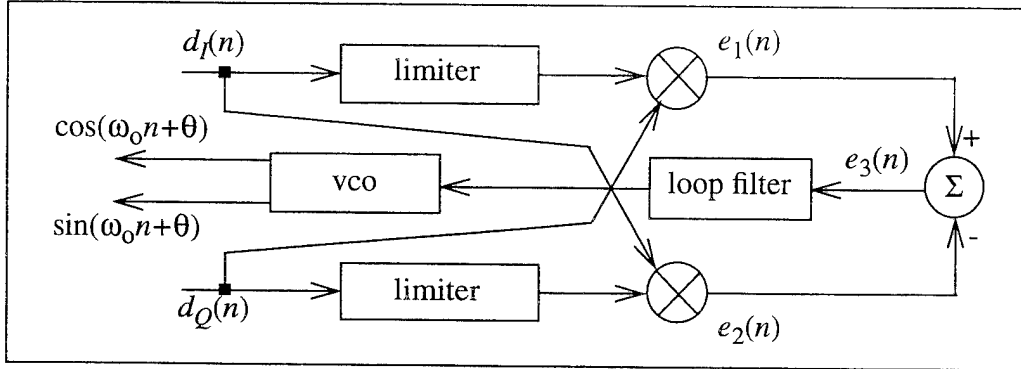 d_I(n)
limiter
e_1(n)
cos(ω_o n+θ)
+
vco
loop filter
e_3(n)
Σ
sin(ω_o n+θ)
-
limiter
d_Q(n)
e_2(n)